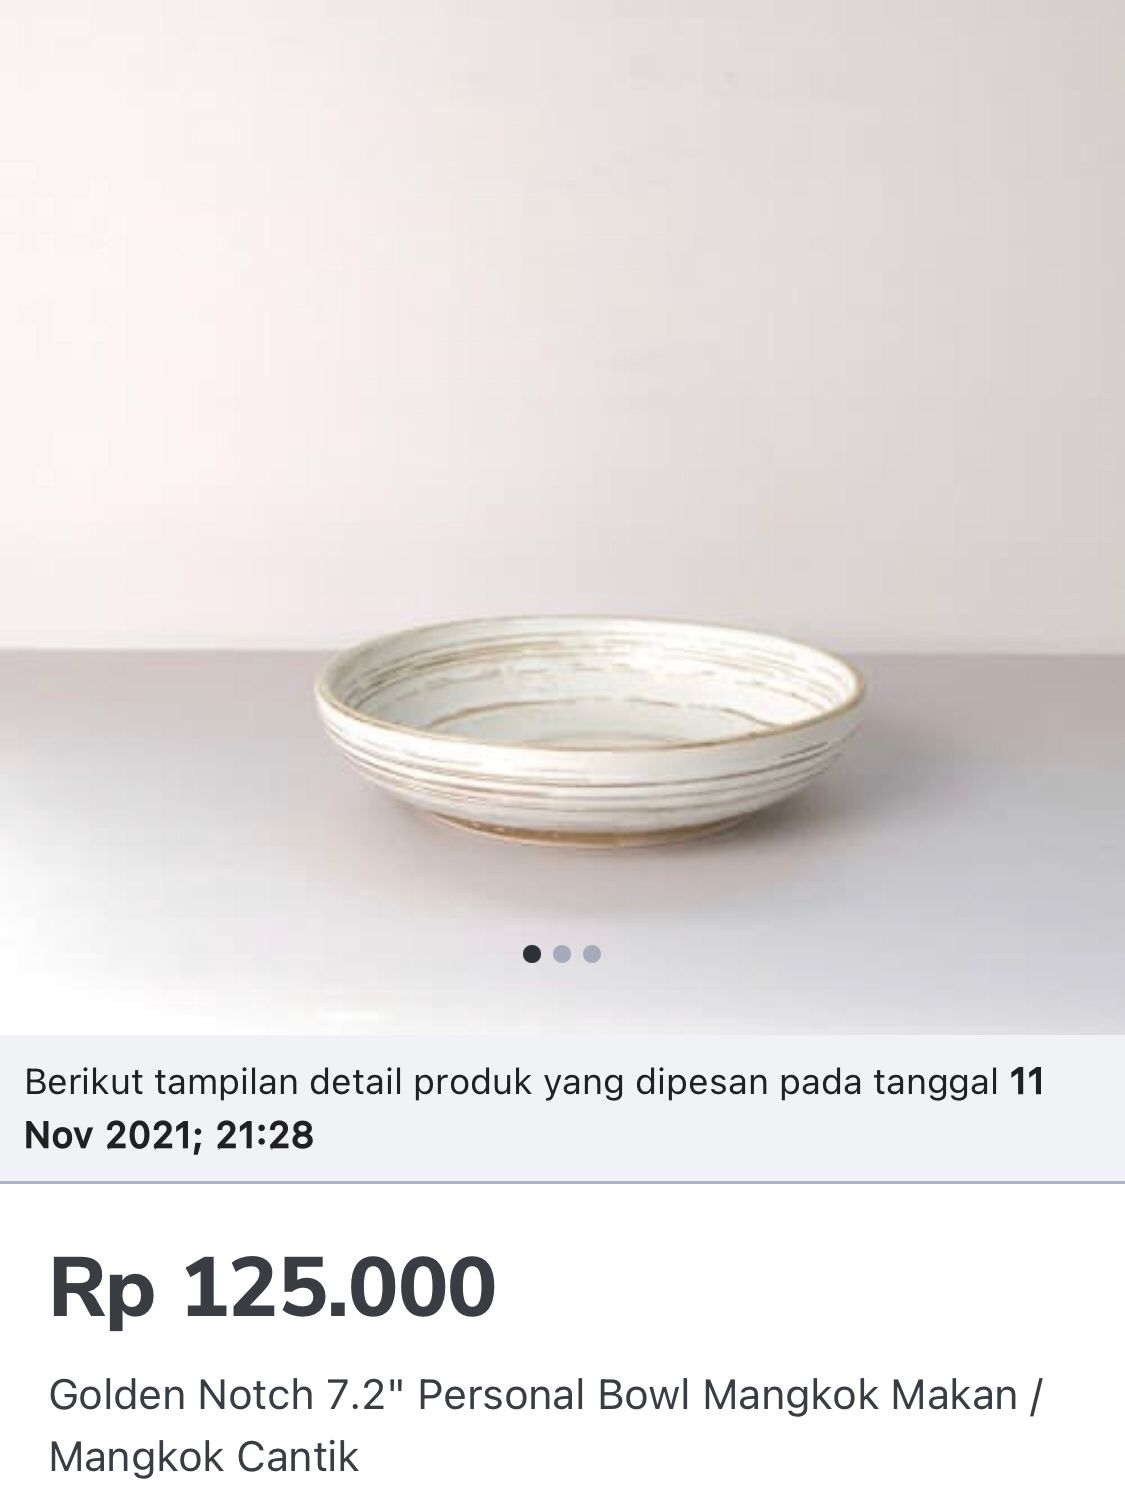 Berikut tampilan detail produk yang dipesan pada tanggal 11
Nov 2021; 21:28
Rp 125.000
Golden Notch 7.2" Personal Bowl Mangkok Makan /
Mangkok Cantik